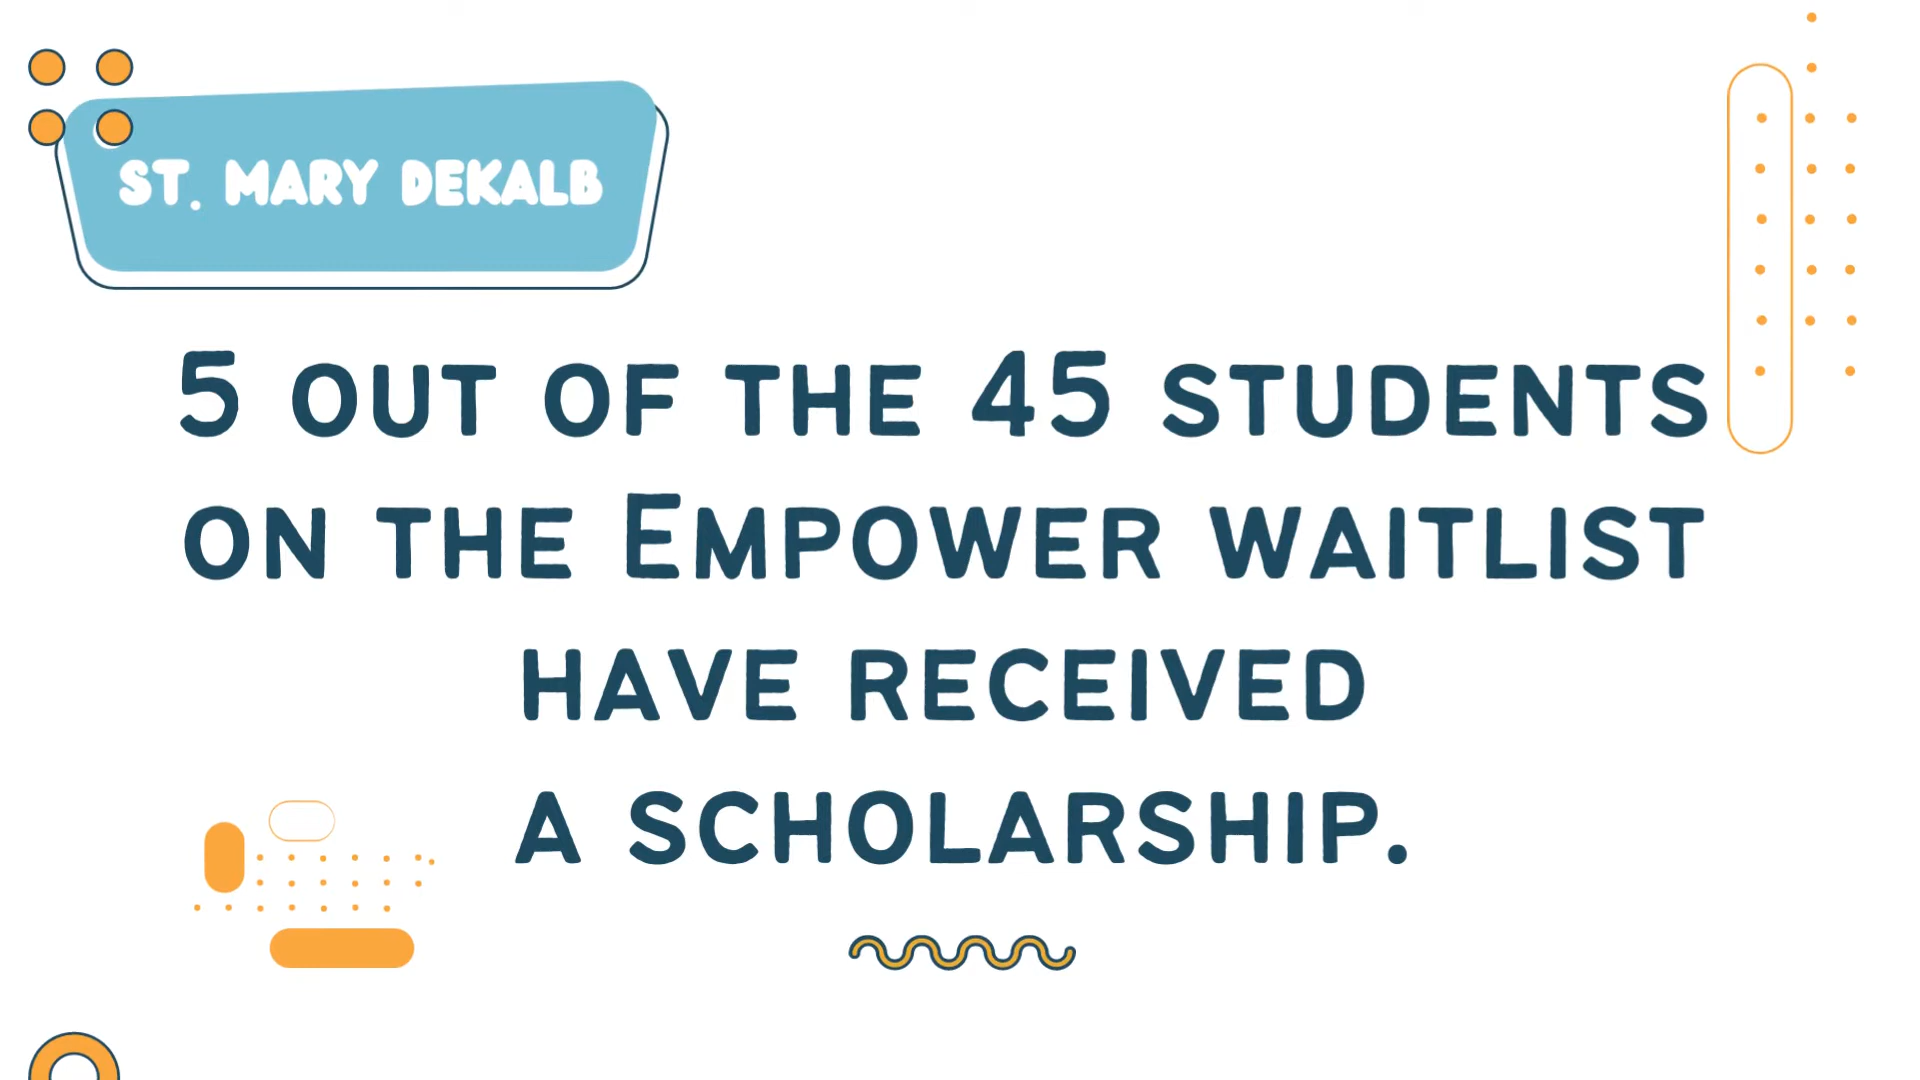 ST. MARY DEKALB
5 OUT OF THE 45 STUDENTS
ON THE EMPOWER WAITLIST
HAVE RECEIVED
A SCHOLARSHIP.